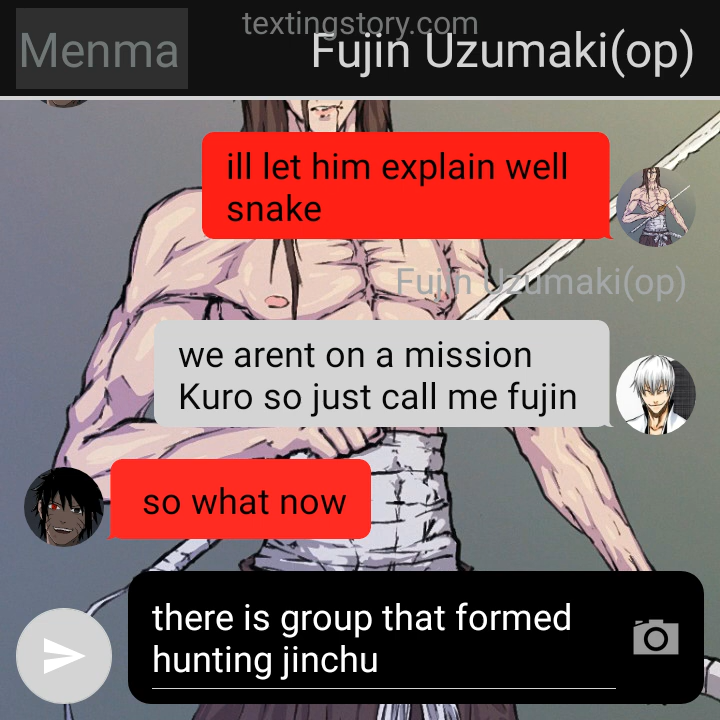 textingstory.com
Menma
Fujin Uzumaki(op)
ill let him explain well
snake
Fujin Uzumaki(op)
we arent on a mission
Kuro so just call me fujin
so what now
there is group that formed
hunting jinchu